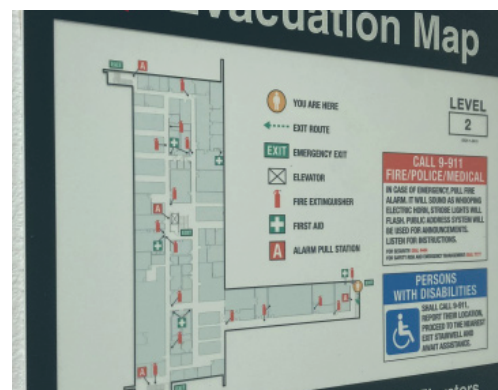 Evacuation Map
EXIT
A
YOU ARE HERE
EXIT ROUTE
EXIT EMERGENCY EXIT
ELEVATOR
FIRE EXTINGUISHER
FIRST AID
A ALARM PULL STATION
LEVEL
2
CALL 9-911
FIRE/POLICE/MEDICAL
IN CASE OF EMERGENCY, PULL FIRE
ALARM. IT WILL SOUND AS WHOOPING
ELECTRIC HORN, STROBE LIGHTS WILL
FLASH. PUBLIC ADDRESS SYSTEM WILL
BE USED FOR ANNOUNCEMENTS.
LISTEN FOR INSTRUCTIONS.
PERSONS
WITH DISABILITIES
SHALL CALL 9-911,
REPORT THEIR LOCATION,
PROCEED TO THE NEAREST
EXIT STAIRWELL AND
AWAIT ASSISTANCE.
A
A
A
EXIT